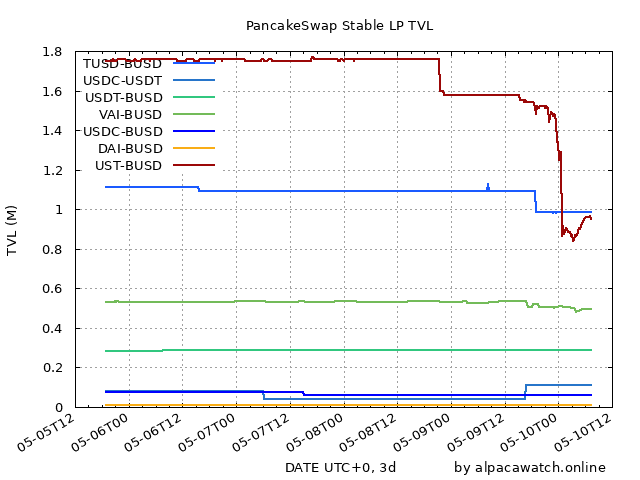 PancakeSwap Stable LP TVL
TVL (M)
1.8
1.6
1.4
1.2
1
0.8
0.6
0.4
0.2
0
TUSD-BUSD
USDC-USDT
USDT-BUSD
VAI-BUSD
USDC-BUSD
DAI-BUSD
UST-BUSD
05-05T12
05-06T00
05-06T12
05-07T00
05-07T12
05-08T00
05-08T12
05-09T00
05-09T12
05-10T00
05-10T12
DATE UTC+0, 3d
by alpacawatch.online